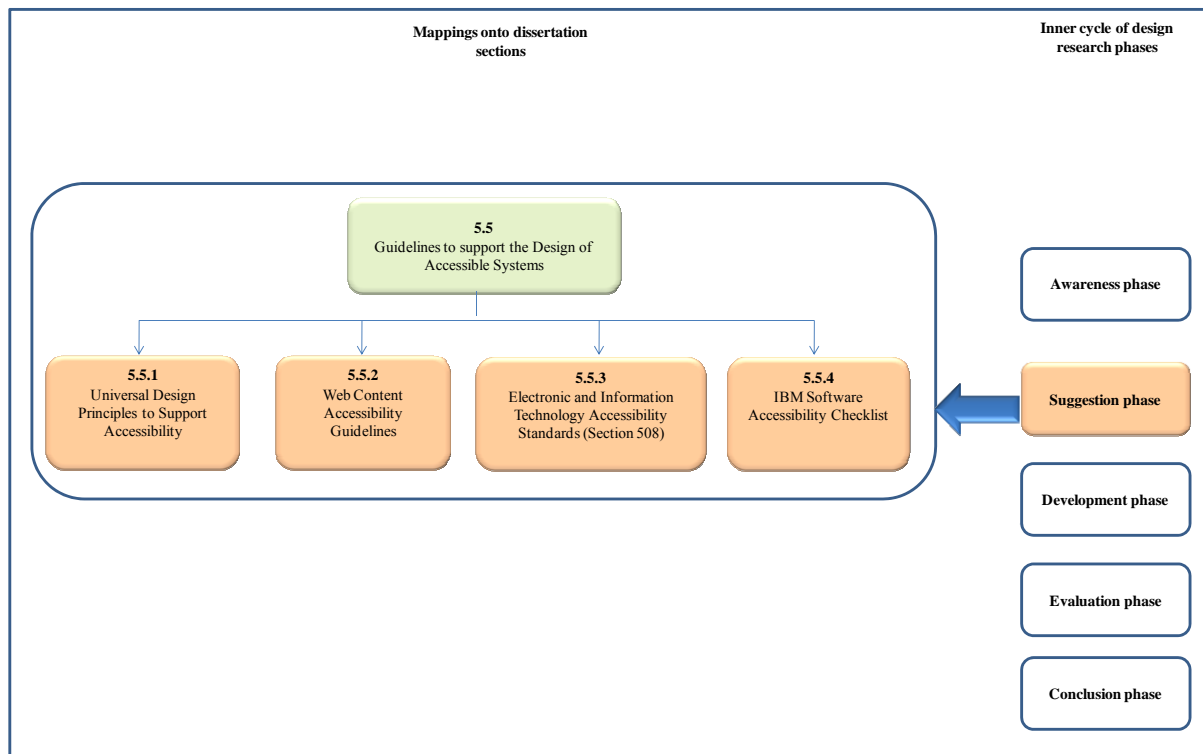 Mappings onto dissertation
sections
Inner cycle of design
research phases
5.5
Guidelines to support the Design of
Accessible Systems
5.5.1
Universal Design
Principles to Support
Accessibility
5.5.2
Web Content
Accessibility
Guidelines
5.5.3
Electronic and Information
Technology Accessibility
Standards (Section 508)
5.5.4
IBM Software
Accessibility Checklist
Awareness phase
Suggestion phase
Development phase
Evaluation phase
Conclusion phase